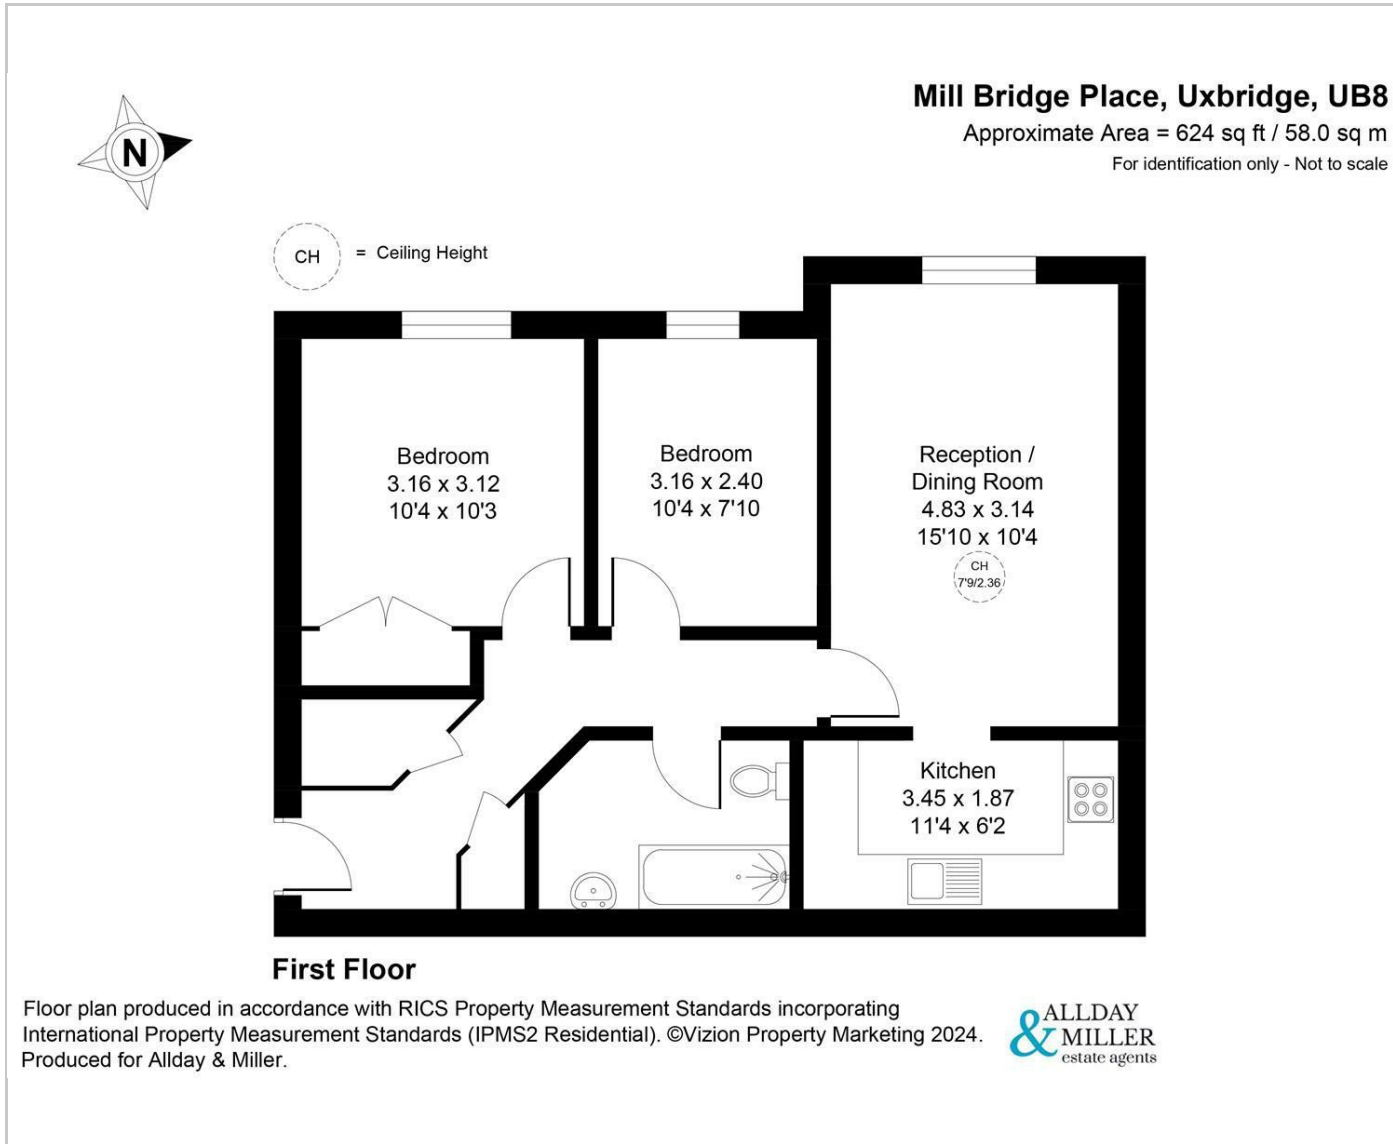 Mill Bridge Place, Uxbridge, UB8
Approximate Area = 624 sq ft / 58.0 sq m
For identification only - Not to scale
N
CH = Ceiling Height
Bedroom
3.16 x 3.12
10'4 x 10'3
Bedroom
3.16 x 2.40
10'4 x 7'10
Reception /
Dining Room
4.83 x 3.14
15'10 x 10'4
CH
7'9/2.36
Kitchen
3.45 x 1.87
11'4 x 6'2
First Floor
Floor plan produced in accordance with RICS Property Measurement Standards incorporating
International Property Measurement Standards (IPMS2 Residential). ©Vizion Property Marketing 2024.
Produced for Allday & Miller.
ALLDAY
& MILLER
estate agents